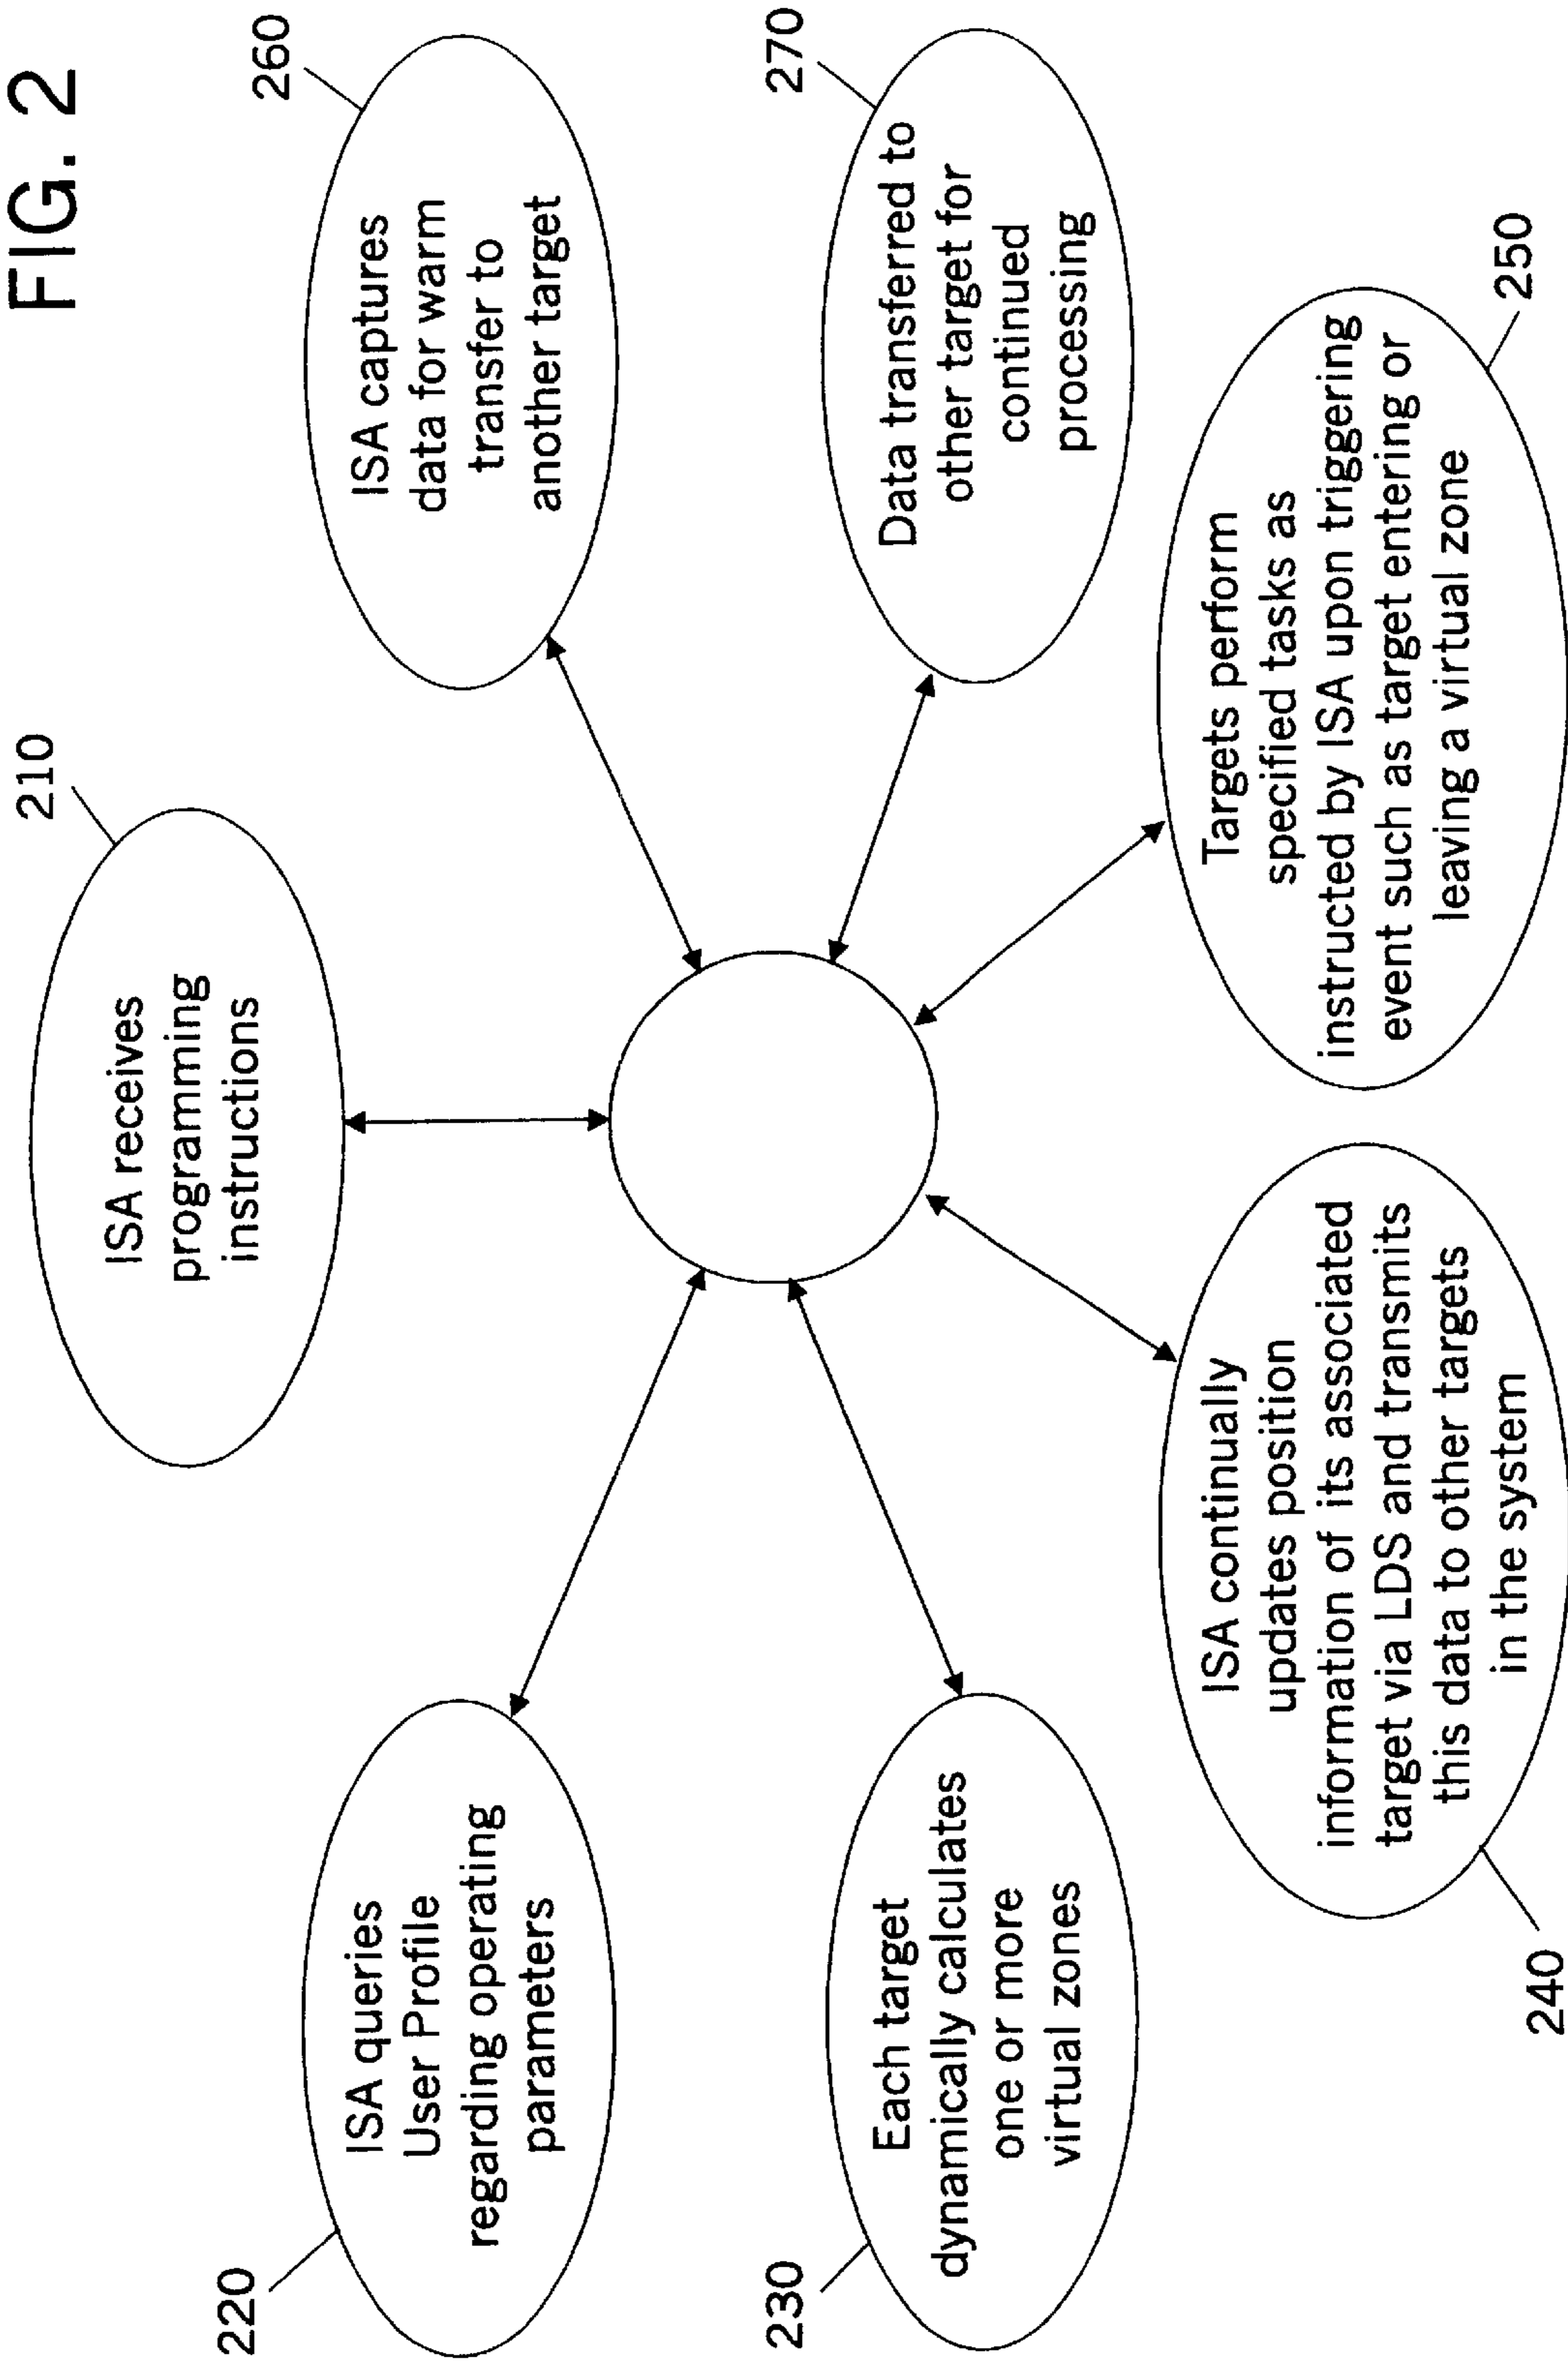 FIG. 2
210
ISA receives
programming
instructions
220
ISA queries
User Profile
regarding operating
parameters
260
ISA captures
data for warm
transfer to
another target
230
Each target
dynamically calculates
one or more
virtual zones
270
Data transferred to
other target for
continued
processing
240
ISA continually
updates position
information of its associated
target via LDS and transmits
this data to other targets
in the system
250
Targets perform
specified tasks as
instructed by ISA upon triggering
event such as target entering or
leaving a virtual zone